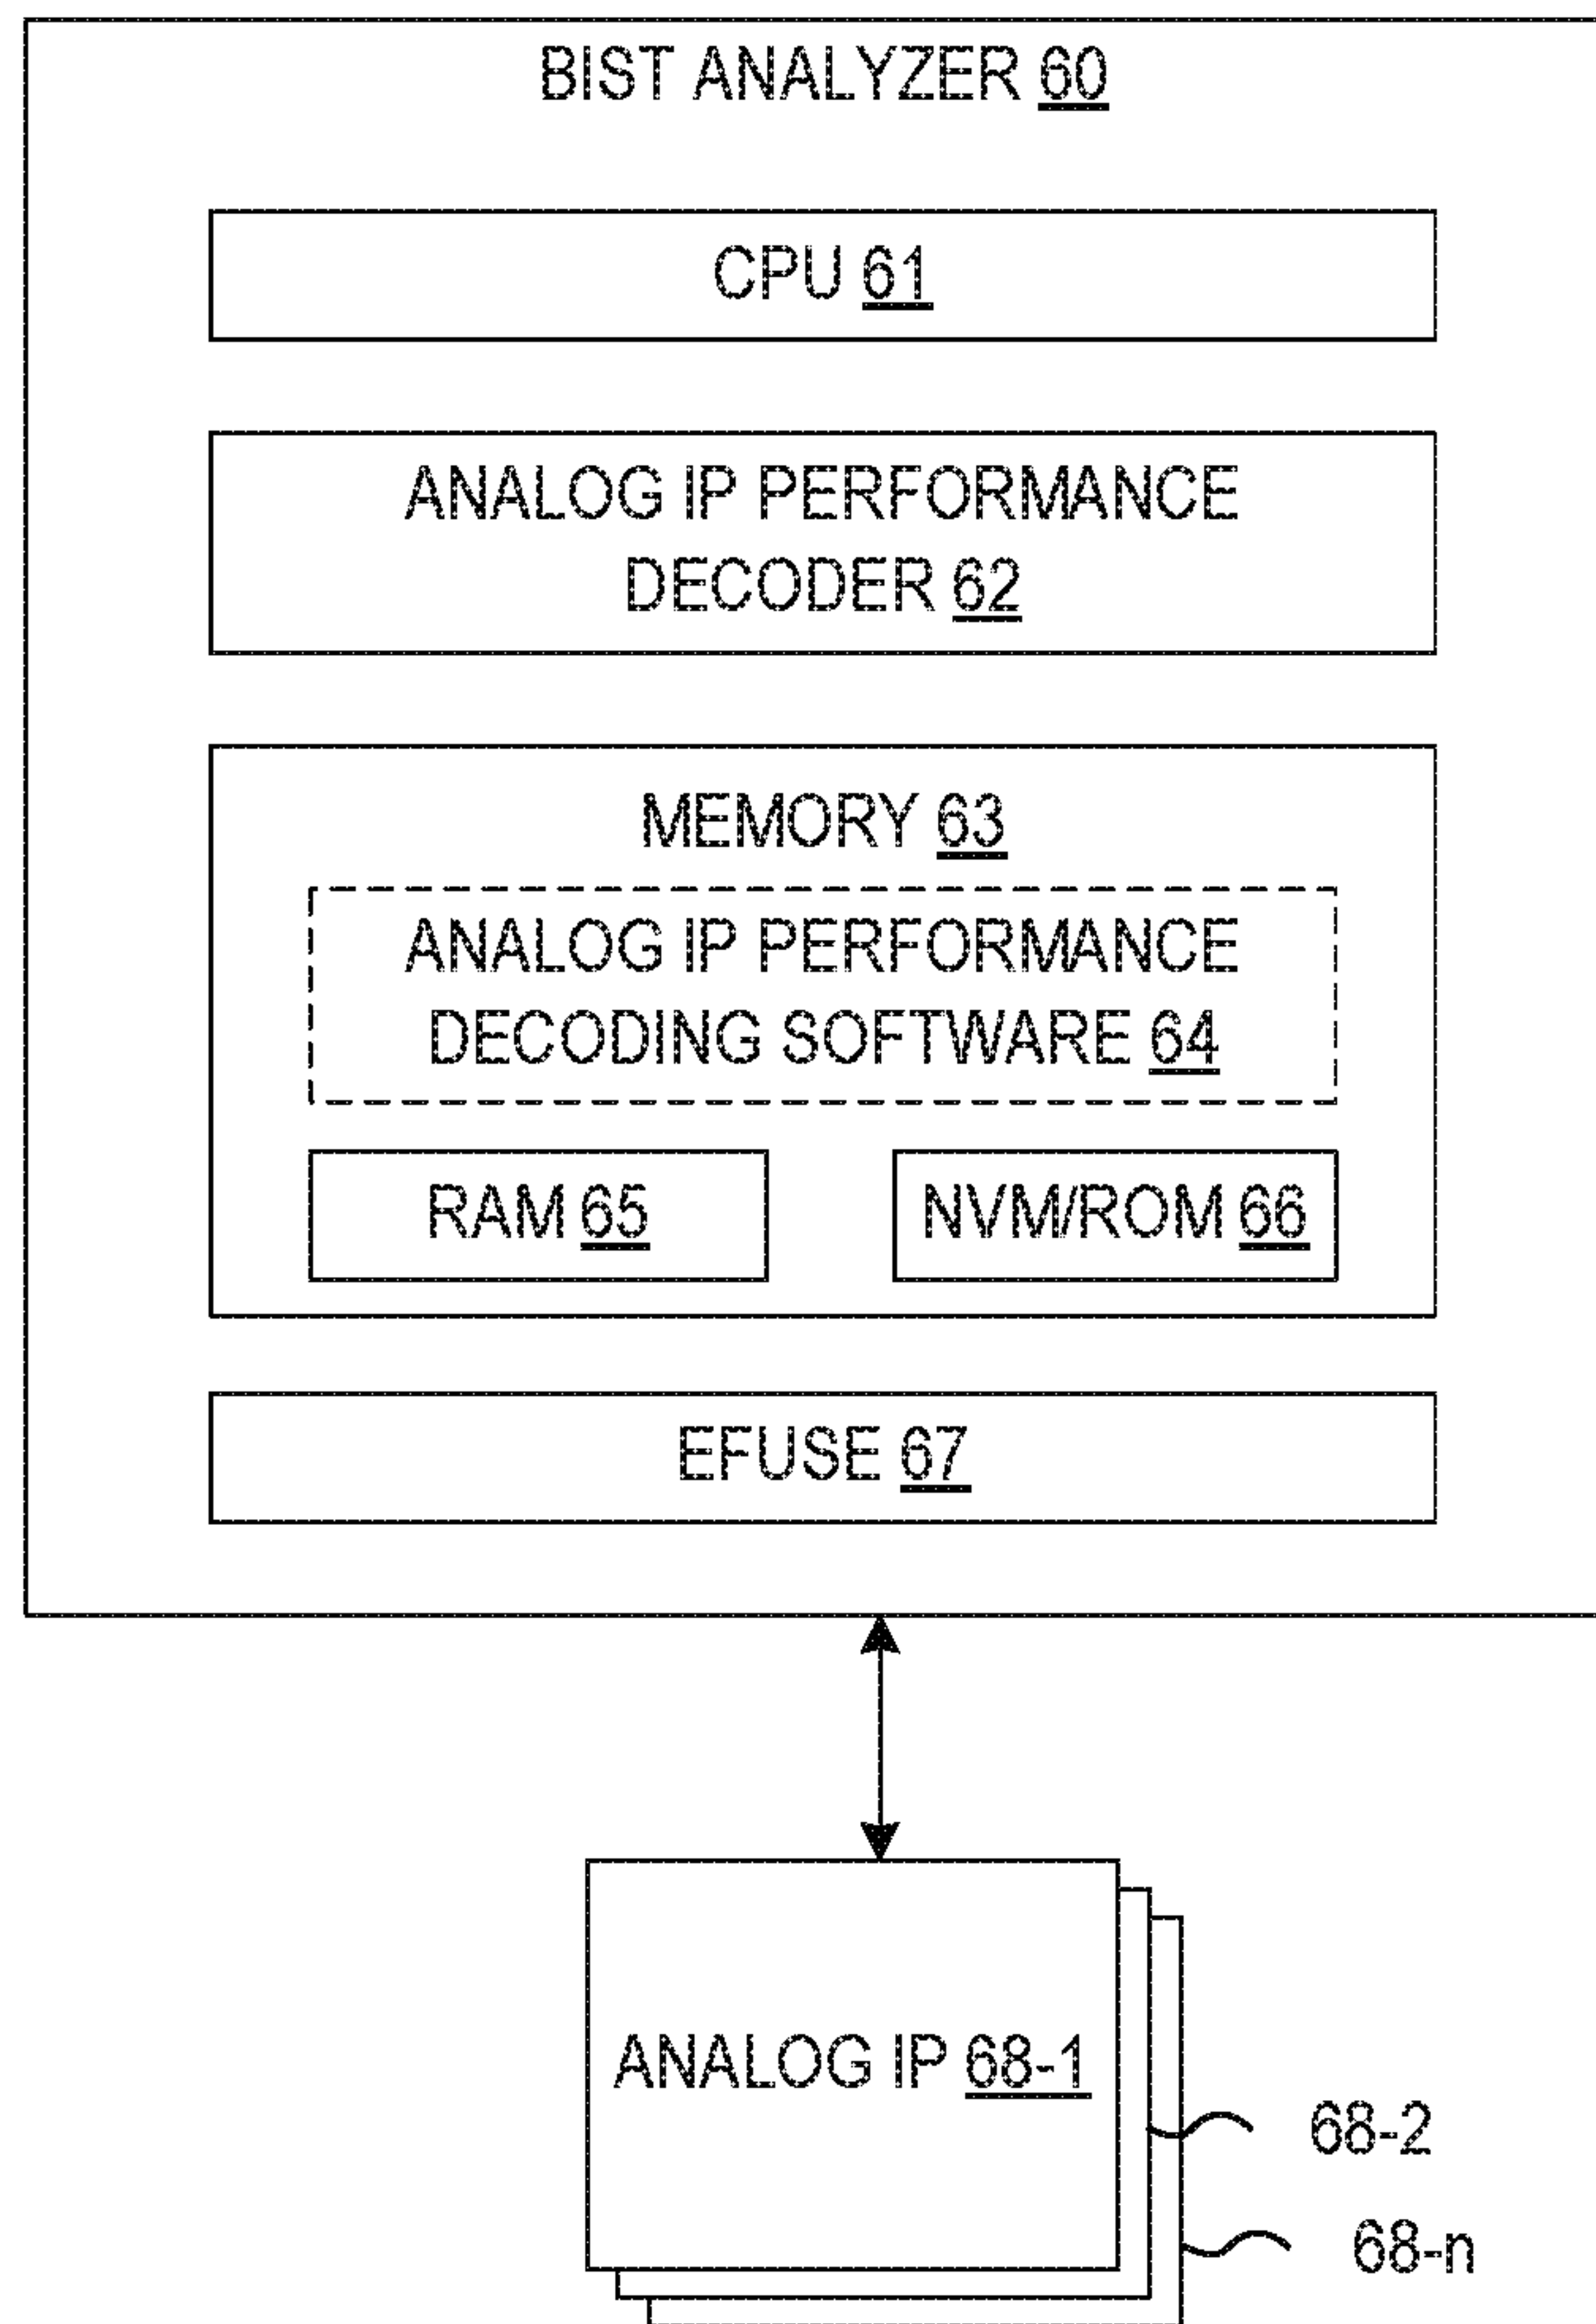 BIST ANALYZER 60
CPU 61
ANALOG IP PERFORMANCE
DECODER 62
MEMORY 63
ANALOG IP PERFORMANCE
DECODING SOFTWARE 64
RAM 65
NVM/ROM 66
EFUSE 67
ANALOG IP 68-1
68-2
68-n